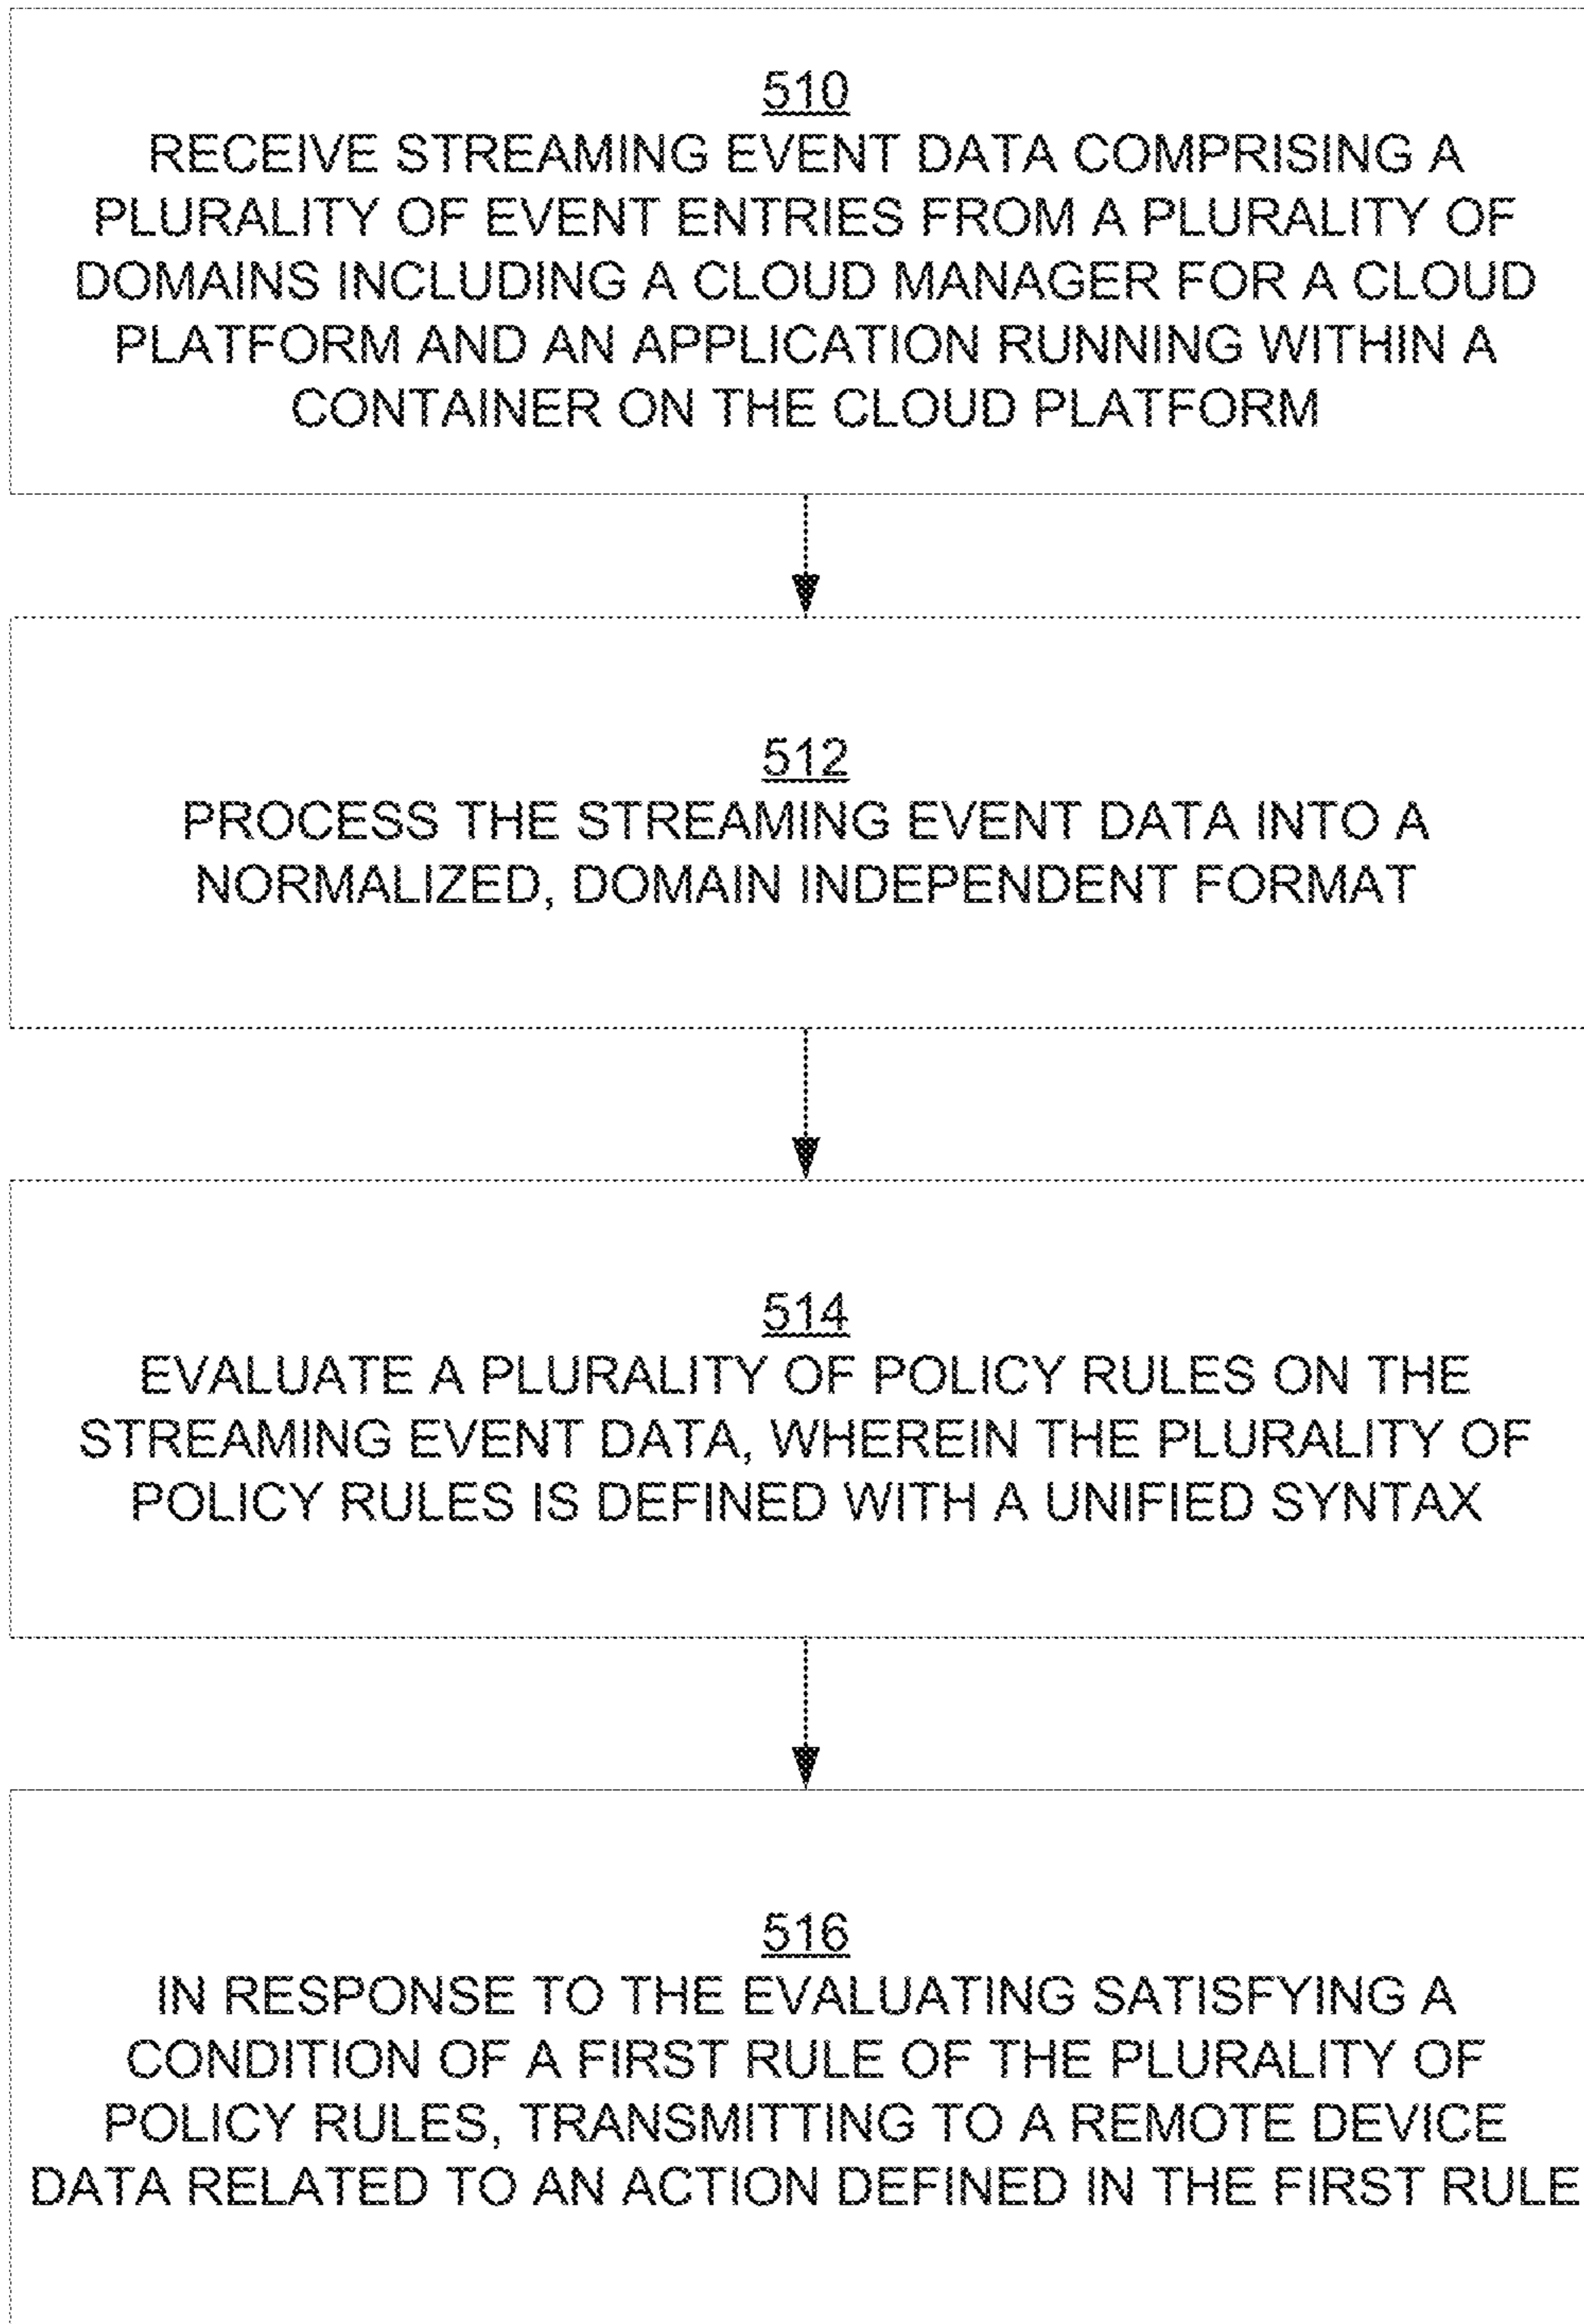 510
RECEIVE STREAMING EVENT DATA COMPRISING A
PLURALITY OF EVENT ENTRIES FROM A PLURALITY OF
DOMAINS INCLUDING A CLOUD MANAGER FOR A CLOUD
PLATFORM AND AN APPLICATION RUNNING WITHIN A
CONTAINER ON THE CLOUD PLATFORM
512
PROCESS THE STREAMING EVENT DATA INTO A
NORMALIZED, DOMAIN INDEPENDENT FORMAT
514
EVALUATE A PLURALITY OF POLICY RULES ON THE
STREAMING EVENT DATA, WHEREIN THE PLURALITY OF
POLICY RULES IS DEFINED WITH A UNIFIED SYNTAX
516
IN RESPONSE TO THE EVALUATING SATISFYING A
CONDITION OF A FIRST RULE OF THE PLURALITY OF
POLICY RULES, TRANSMITTING TO A REMOTE DEVICE
DATA RELATED TO AN ACTION DEFINED IN THE FIRST RULE